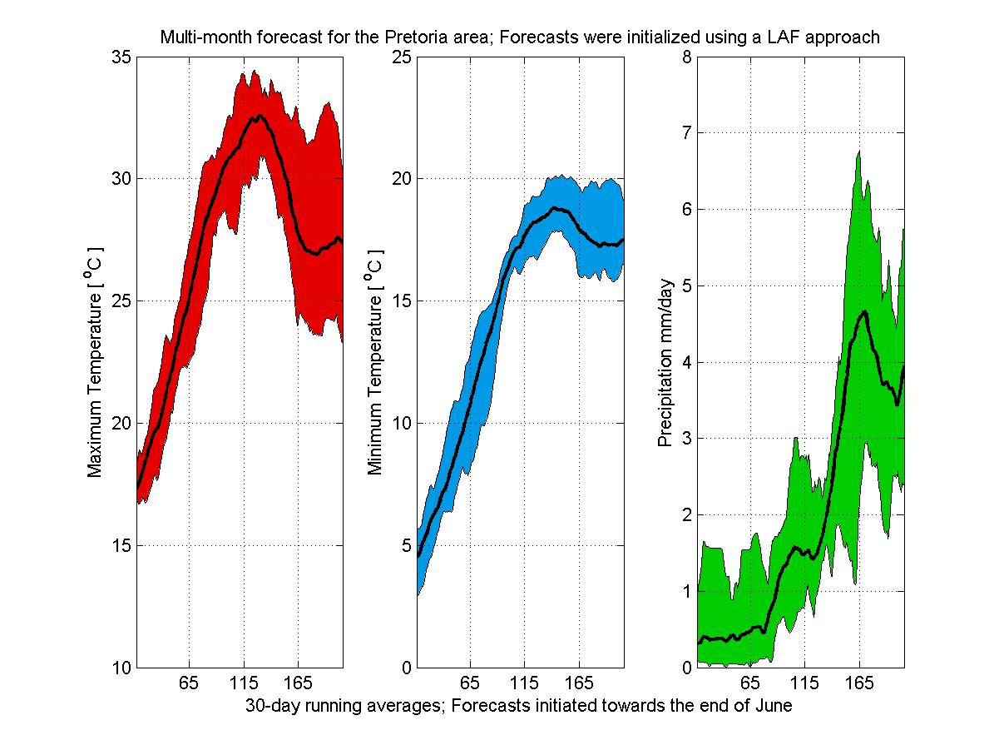 Multi-month forecast for the Pretoria area; Forecasts were initialized using a LAF approach
Maximum Temperature [ °C ]
35
30
25
20
15
10
65 115 165
Minimum Temperature [ °C ]
25
20
15
10
5
0
65 115 165
Precipitation mm/day
8
7
6
5
4
3
2
1
0
65 115 165
30-day running averages; Forecasts initiated towards the end of June